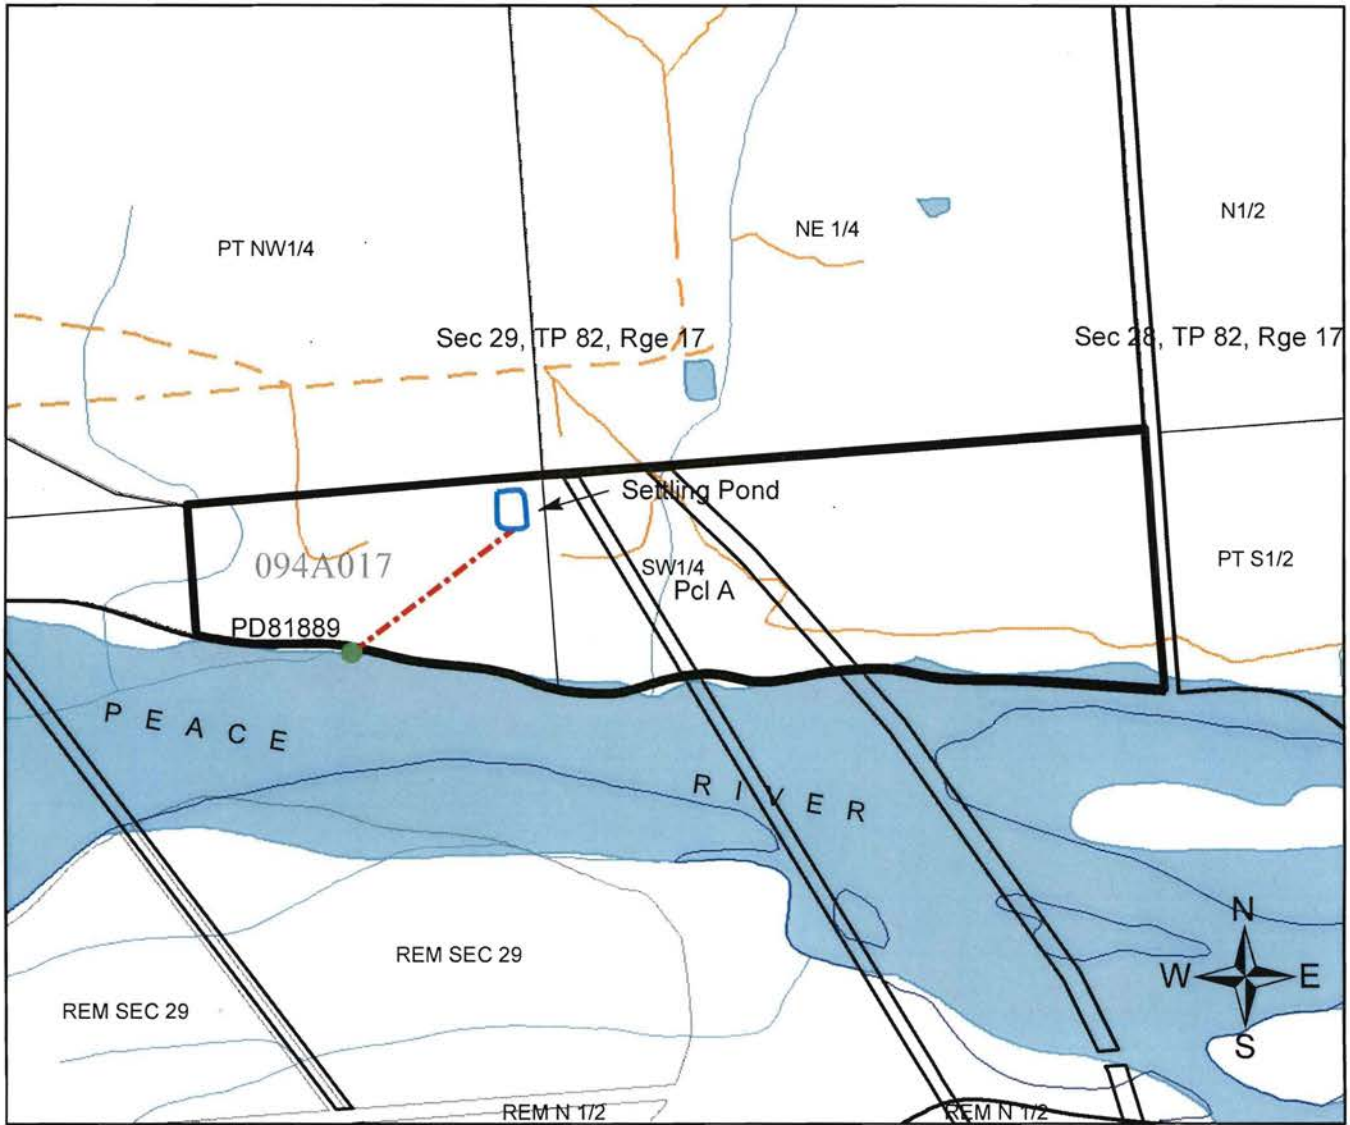 N1/2
NE 1/4
PT NW1/4
Sec 29, TP 82, Rge 17
Sec 28, TP 82, Rge 17
Settling Pond
PT S1/2
094A017
SW1/4
Pcl A
PD81889
PEACE
RIVER
N
W
E
S
REM SEC 29
REM SEC 29
REM N 1/2
REM N 1/2